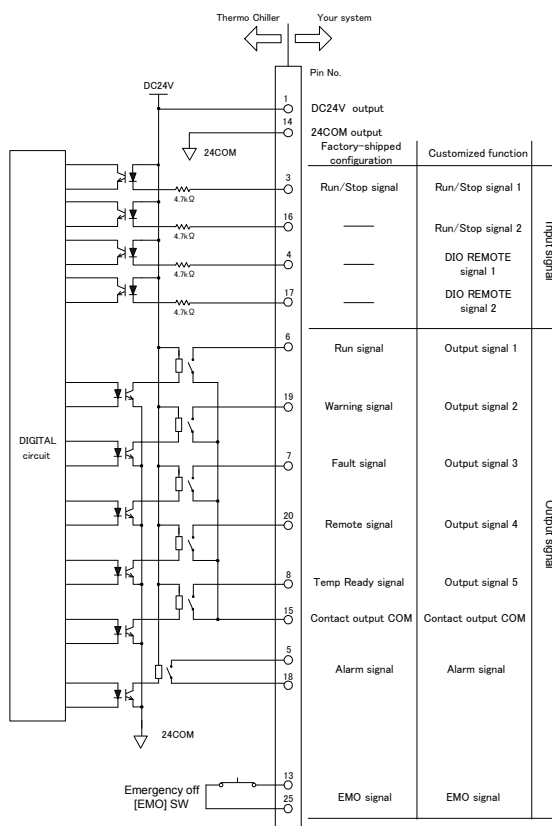 Thermo Chiller
Your system
Pin No.
DC24V
1
DC24V output
14
24COM output
24COM
Factory-shipped
configuration
Customized function
3
Run/Stop signal
Run/Stop signal 1
4.7kΩ
16
Run/Stop signal 2
4.7kΩ
4
DIO REMOTE
signal 1
4.7kΩ
17
DIO REMOTE
signal 2
4.7kΩ
Input signal
6
Run signal
Output signal 1
19
Warning signal
Output signal 2
DIGITAL
circuit
7
Fault signal
Output signal 3
20
Remote signal
Output signal 4
Output signal
8
Temp Ready signal
Output signal 5
15
Contact output COM
Contact output COM
5
Alarm signal
Alarm signal
18
24COM
13
Emergency off
[EMO] SW
EMO signal
EMO signal
25